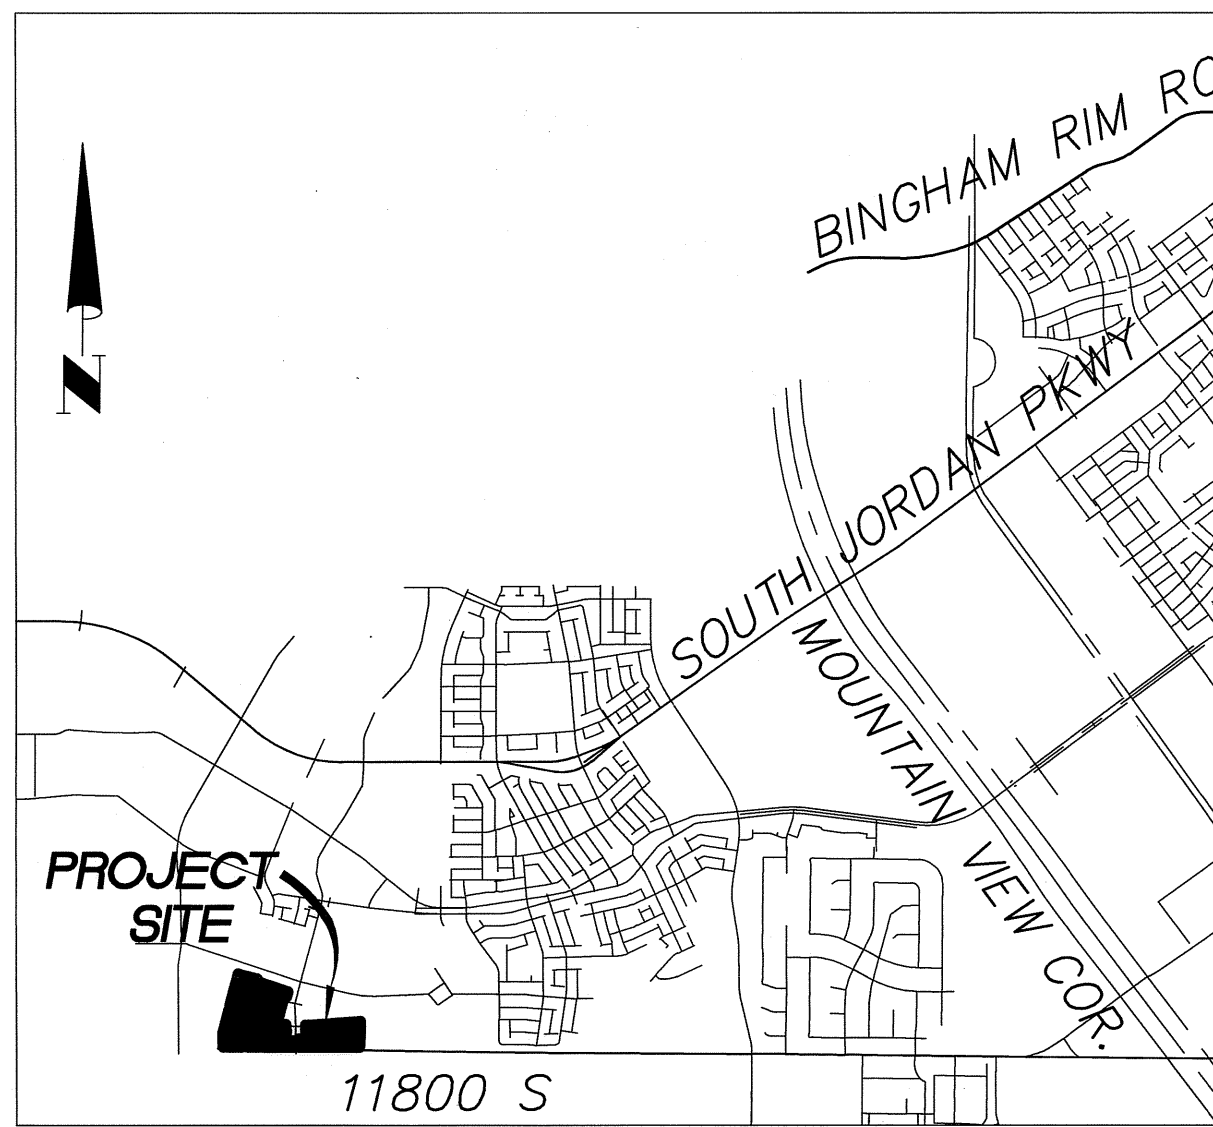 BINGHAM RIM RO
N
SOUTH JORDAN PKWY
MOUNTAIN VIEW COR.
PROJECT
SITE
11800 S